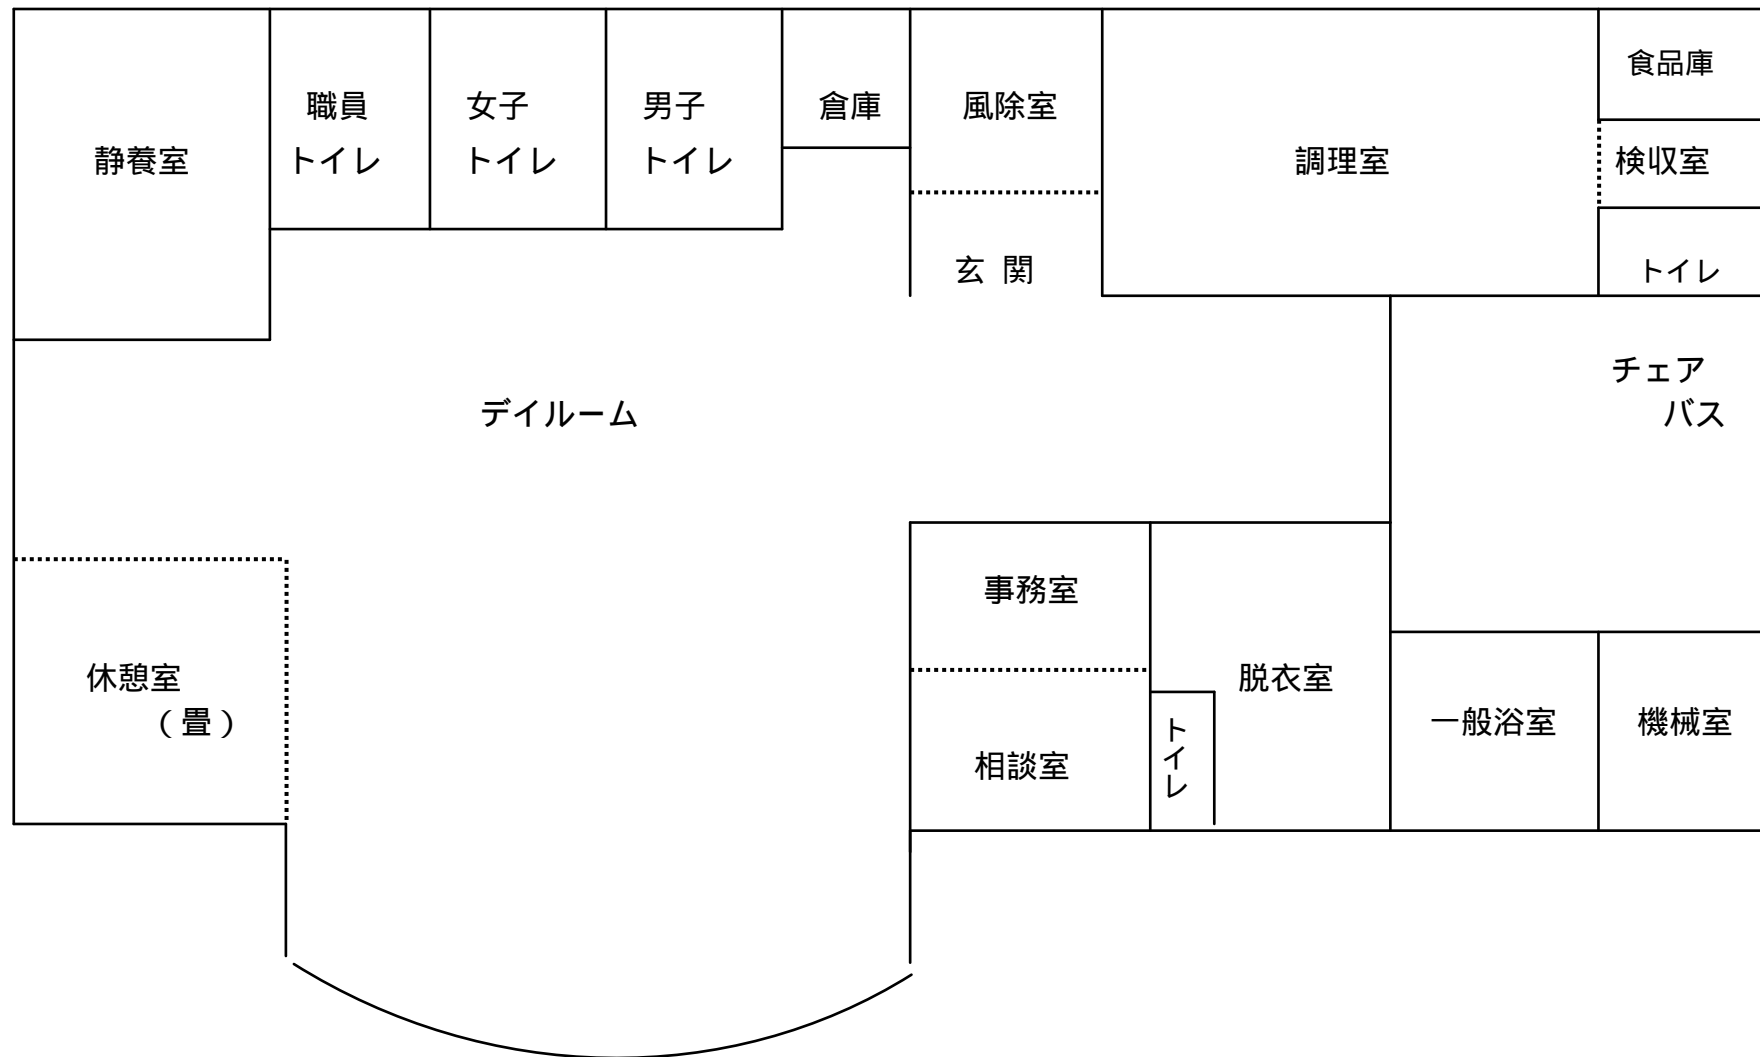 静養室
職員
トイレ
女子
トイレ
男子
トイレ
倉庫
風除室
玄 関
調理室
食品庫
検収室
トイレ
チェア
バス
デイルーム
休憩室
(畳)
事務室
相談室
トイレ
脱衣室
一般浴室
機械室